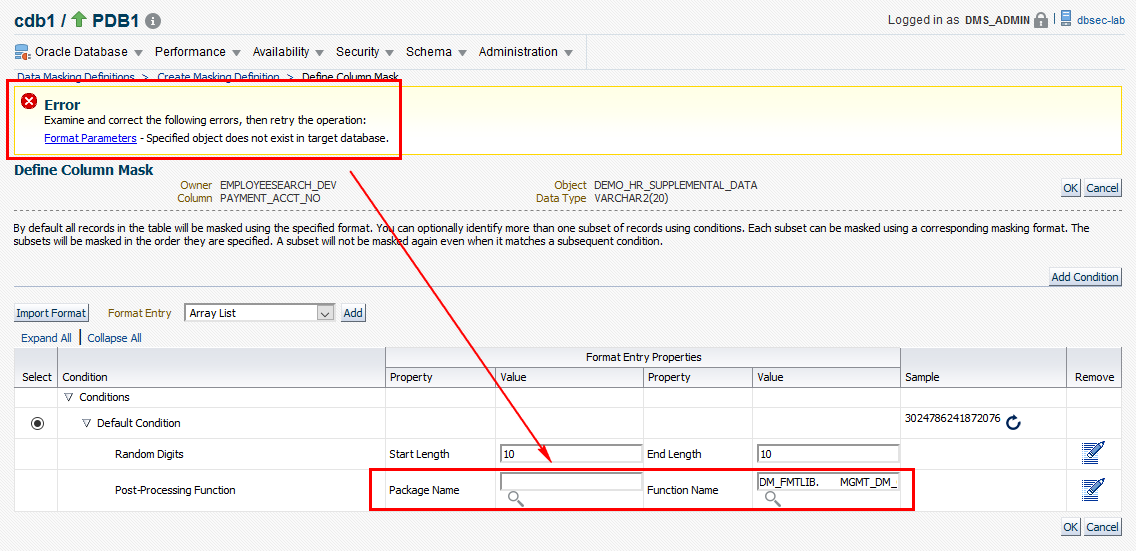 cdb1 / PDB1
Logged in as DMS_ADMIN dbsec-lab
Oracle Database Performance Availability Security Schema Administration
Data Masking Definitions > Create Masking Definition > Define Column Mask
Error
Examine and correct the following errors, then retry the operation:
Format Parameters - Specified object does not exist in target database.
Define Column Mask
Owner EMPLOYEESEARCH_DEV Object DEMO_HR_SUPPLEMENTAL_DATA OK Cancel
Column PAYMENT_ACCT_NO Data Type VARCHAR2(20)
By default all records in the table will be masked using the specified format. You can optionally identify more than one subset of records using conditions. Each subset can be masked using a corresponding masking format. The
subsets will be masked in the order they are specified. A subset will not be masked again even when it matches a subsequent condition.
Add Condition
Import Format Format Entry Array List Add
Expand All | Collapse All
Format Entry Properties
Select Condition Property Value Property Value Sample Remove
Conditions
Default Condition 3024786241872076
Random Digits Start Length 10 End Length 10
Post-Processing Function Package Name Function Name DM_FMTLIB. MGMT_DM_
OK Cancel